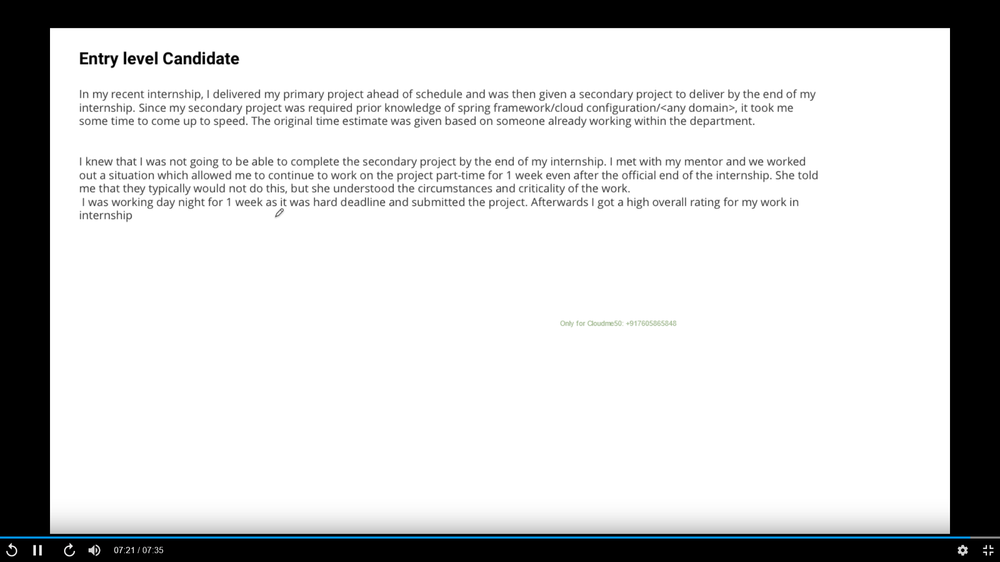 Entry level Candidate
In my recent internship, I delivered my primary project ahead of schedule and was then given a secondary project to deliver by the end of my
internship. Since my secondary project was required prior knowledge of spring framework/cloud configuration/<any domain>, it took me
some time to come up to speed. The original time estimate was given based on someone already working within the department.
I knew that I was not going to be able to complete the secondary project by the end of my internship. I met with my mentor and we worked
out a situation which allowed me to continue to work on the project part-time for 1 week even after the official end of the internship. She told
me that they typically would not do this, but she understood the circumstances and criticality of the work.
I was working day night for 1 week as it was hard deadline and submitted the project. Afterwards I got a high overall rating for my work in
internship
Only for Cloudme50: +917605865848
07:21 / 07:35